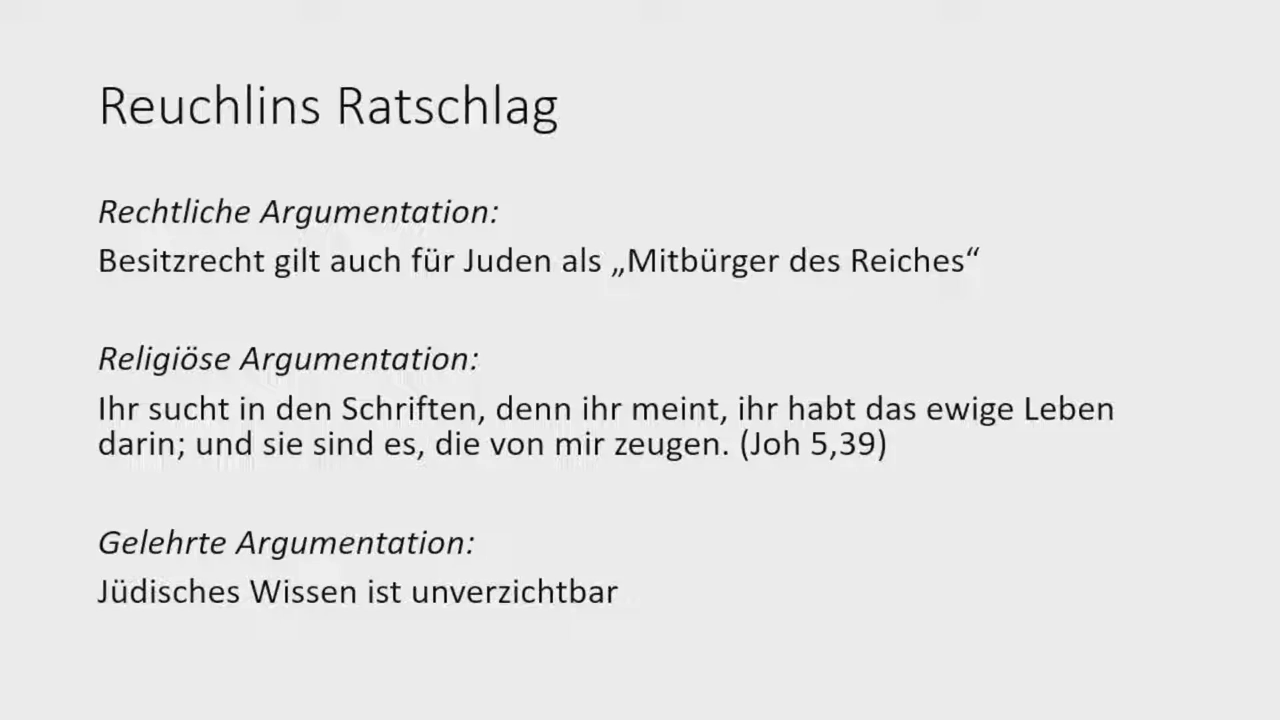 Reuchlins Ratschlag
Rechtliche Argumentation:
Besitzrecht gilt auch für Juden als „Mitbürger des Reiches“
Religiöse Argumentation:
Ihr sucht in den Schriften, denn ihr meint, ihr habt das ewige Leben
darin; und sie sind es, die von mir zeugen. (Joh 5,39)
Gelehrte Argumentation:
Jüdisches Wissen ist unverzichtbar